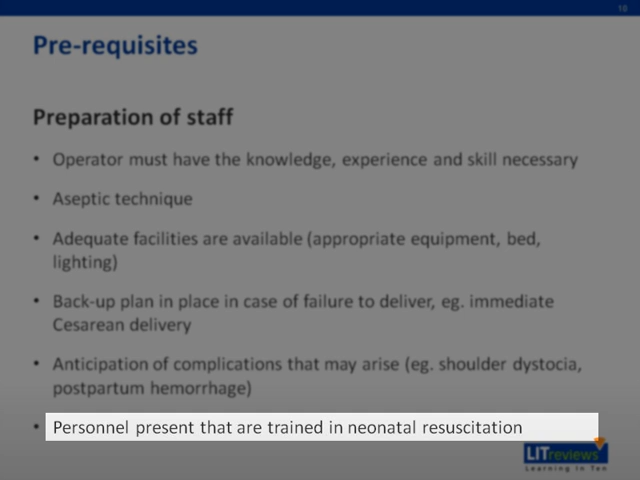 10
Pre-requisites
Preparation of staff
• Operator must have the knowledge, experience and skill necessary
• Aseptic technique
• Adequate facilities are available (appropriate equipment, bed,
lighting)
• Back-up plan in place in case of failure to deliver, eg. immediate
Cesarean delivery
• Anticipation of complications that may arise (eg. shoulder dystocia,
postpartum hemorrhage)
• Personnel present that are trained in neonatal resuscitation
LITreviews
Learning In Ten